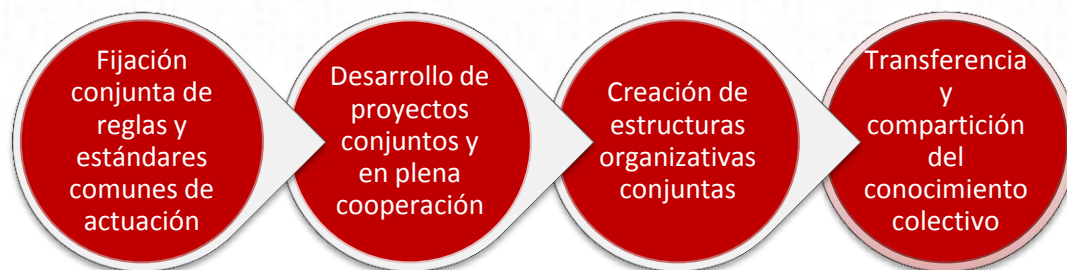 Fijación
conjunta de
reglas y
estándares
comunes de
actuación
Desarrollo de
proyectos
conjuntos y
en plena
cooperación
Creación de
estructuras
organizativas
conjuntas
Transferencia
y
compartición
del
conocimiento
colectivo